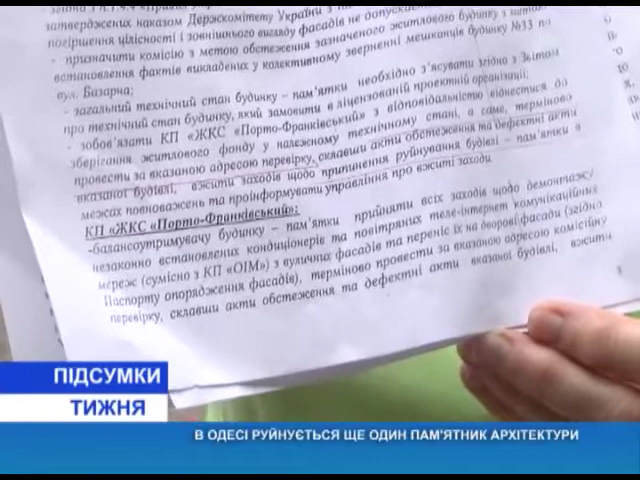 затверджених наказом Держкомітету України з
погіршення цілісності і зовнішнього вигляду фасадів не допускається
- призначити комісію з метою обстеження зазначеного житлового будинку з метою
встановлення фактів викладених у колективному зверненні мешканців будинку №33 по
вул. Базарна;
- загальний технічний стан будинку – пам'ятки необхідно з'ясувати згідно з Звітом
про технічний стан будинку, який замовити в ліцензованій проектній організації;
- зобов'язати КП «ЖКС «Порто-Франківський» з відповідальністю віднестися до
зберігання житлового фонду у належному технічному стані, а саме, терміново
провести за вказаною адресою перевірку, склавши акти обстеження та дефектні акти
вказаної будівлі, вжити заходів щодо припинення руйнування будівлі – пам'ятки в
межах повноважень та проінформувати управління про вжиті заходи.
КП «ЖКС «Порто-Франківський»:
-балансоутримувачу будинку – пам'ятки прийняти всіх заходів щодо демонтажу
незаконно встановлених кондиціонерів та повітряних теле-інтернет комунікаційних
мереж (сумісно з КП «ОІМ») з вуличних фасадів та переніс їх на дворові фасади (згідно
Паспорту опорядження фасадів), терміново провести за вказаною адресою комісійну
перевірку, склавши акти обстеження та дефектні акти вказаної будівлі, вжити
ПІДСУМКИ
ТИЖНЯ
В ОДЕСІ РУЙНУЄТЬСЯ ЩЕ ОДИН ПАМ'ЯТНИК АРХІТЕКТУРИ